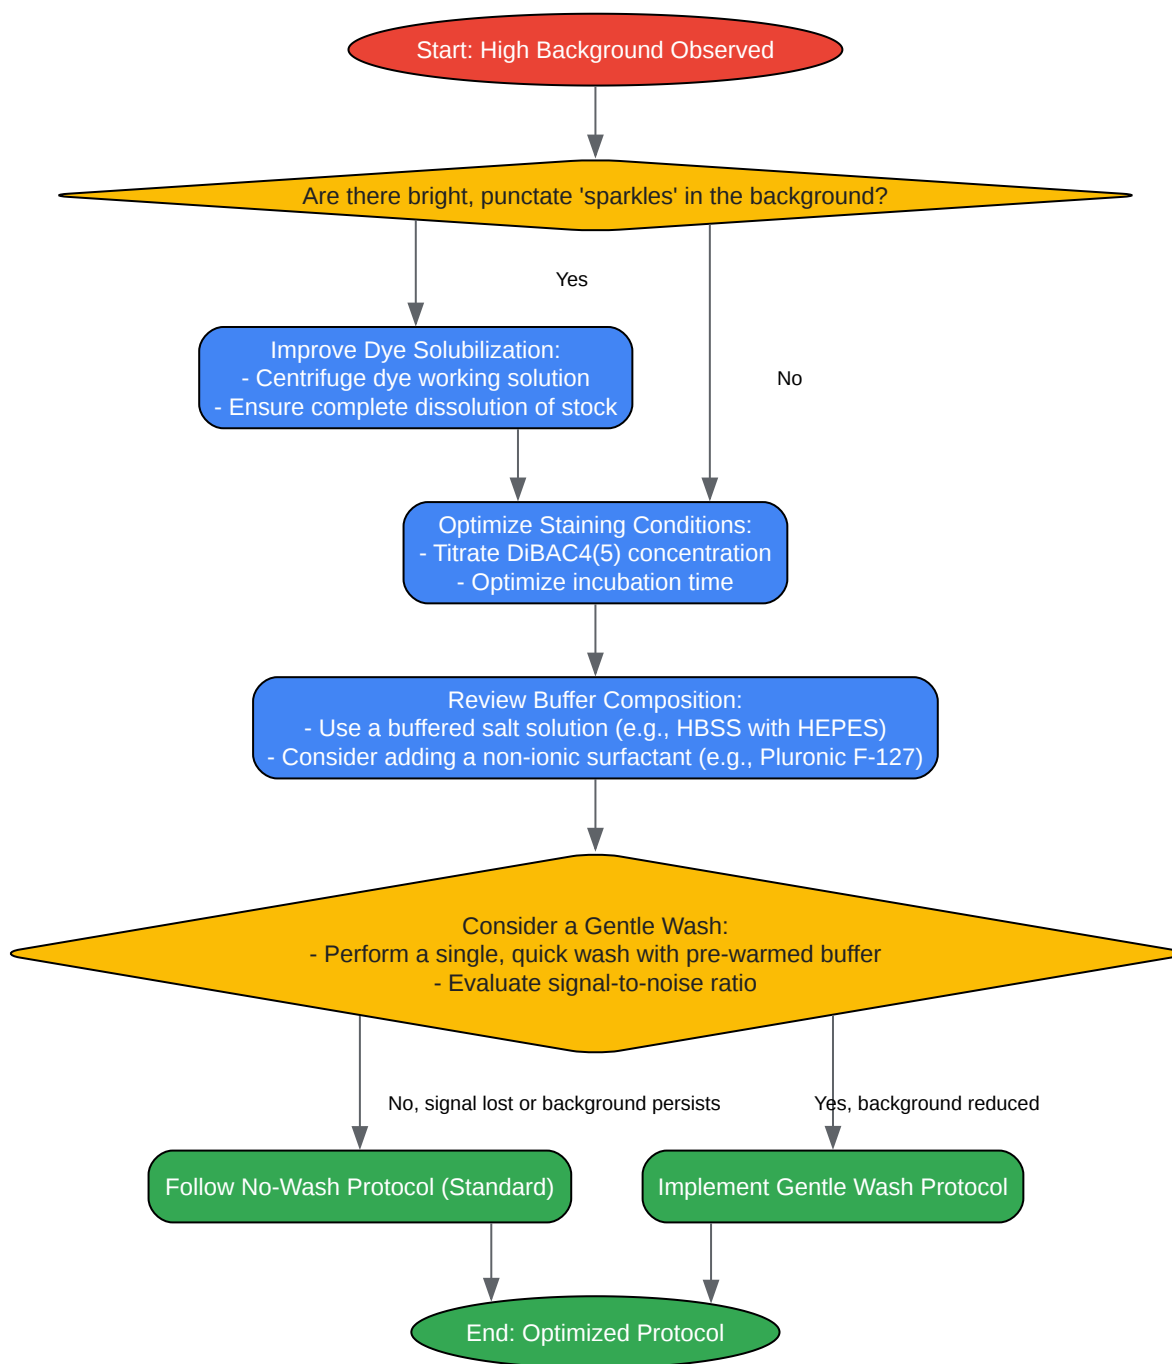 Start: High Background Observed
Are there bright, punctate 'sparkles' in the background?
Yes
Improve Dye Solubilization:
- Centrifuge dye working solution
- Ensure complete dissolution of stock
No
Optimize Staining Conditions:
- Titrate DiBAC4(5) concentration
- Optimize incubation time
Review Buffer Composition:
- Use a buffered salt solution (e.g., HBSS with HEPES)
- Consider adding a non-ionic surfactant (e.g., Pluronic F-127)
Consider a Gentle Wash:
- Perform a single, quick wash with pre-warmed buffer
- Evaluate signal-to-noise ratio
No, signal lost or background persists
Yes, background reduced
Follow No-Wash Protocol (Standard)
Implement Gentle Wash Protocol
End: Optimized Protocol